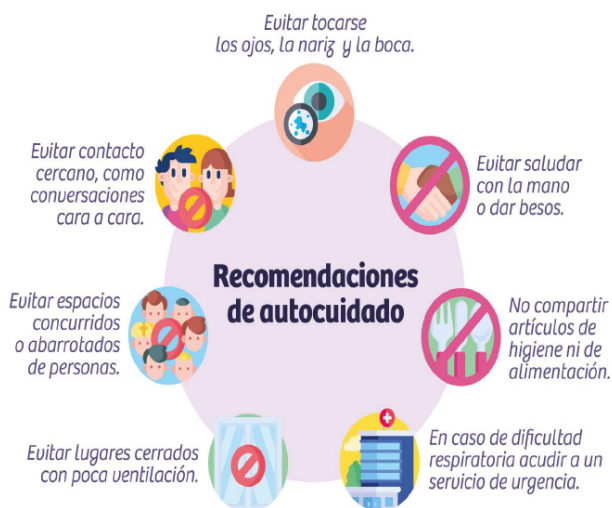 Evitar tocarse
los ojos, la nariz y la boca.
Evitar saludar
con la mano
o dar besos.
No compartir
artículos de
higiene ni de
alimentación.
En caso de dificultad
respiratoria acudir a un
servicio de urgencia.
Evitar lugares cerrados
con poca ventilación.
Evitar espacios
concurridos
o abarrotados
de personas.
Evitar contacto
cercano, como
conversaciones
cara a cara.
Recomendaciones
de autocuidado